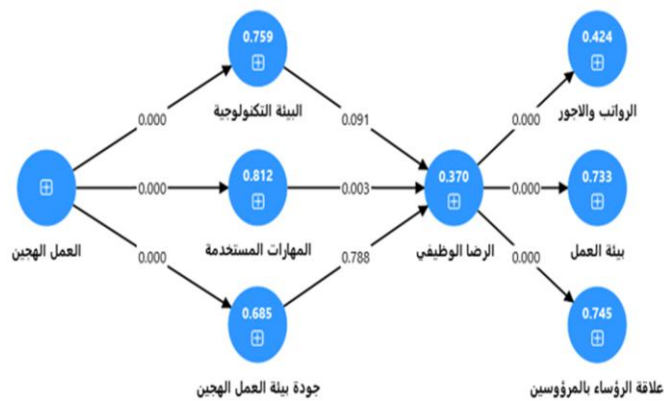 0.759
البيئة التكنولوجية
0.424
الرواتب والاجور
0.000
0.091
0.000
العمل الهجين
0.000
0.812
المهارات المستخدمة
0.003
0.370
الرضا الوظيفي
0.000
0.733
بيئة العمل
0.000
0.788
0.000
0.685
جودة بيئة العمل الهجين
0.745
علاقة الرؤساء بالمرؤوسين